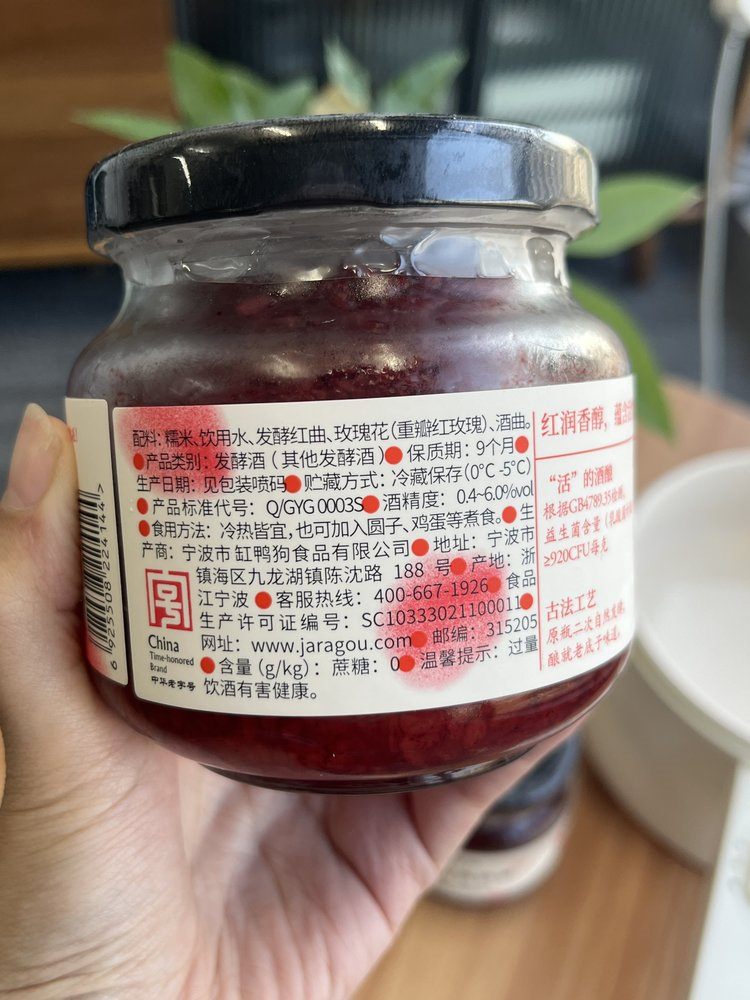 配料：糯米、饮用水、发酵红曲、玫瑰花（重瓣红玫瑰）、酒曲。
●产品类别：发酵酒（其他发酵酒）●保质期：9个月●
生产日期：见包装喷码●贮藏方式：冷藏保存（0℃-5℃）
●产品标准代号：Q/GYG 0003S●酒精度：0.4~6.0%vol
●食用方法：冷热皆宜，也可加入圆子、鸡蛋等煮食。●生
产商：宁波市缸鸭狗食品有限公司●地址：宁波市
镇海区九龙湖镇陈沈路 188 号●产地：浙
江宁波●客服热线：400-667-1926●食品
生产许可证编号：SC10333021100011●
网址：www.jaragou.com●邮编：315205
●含量（g/kg）：蔗糖：0●温馨提示：过量
饮酒有害健康。
China
Time-honored
Brand
中华老字号
6 925508 224144 >
红润香醇，
“活”的酒酿
根据GB4789.35检测，
益生菌含量（乳酸菌
≥920CFU每克
古法工艺
原瓶二次自然发酵，
酿就老底子味道。